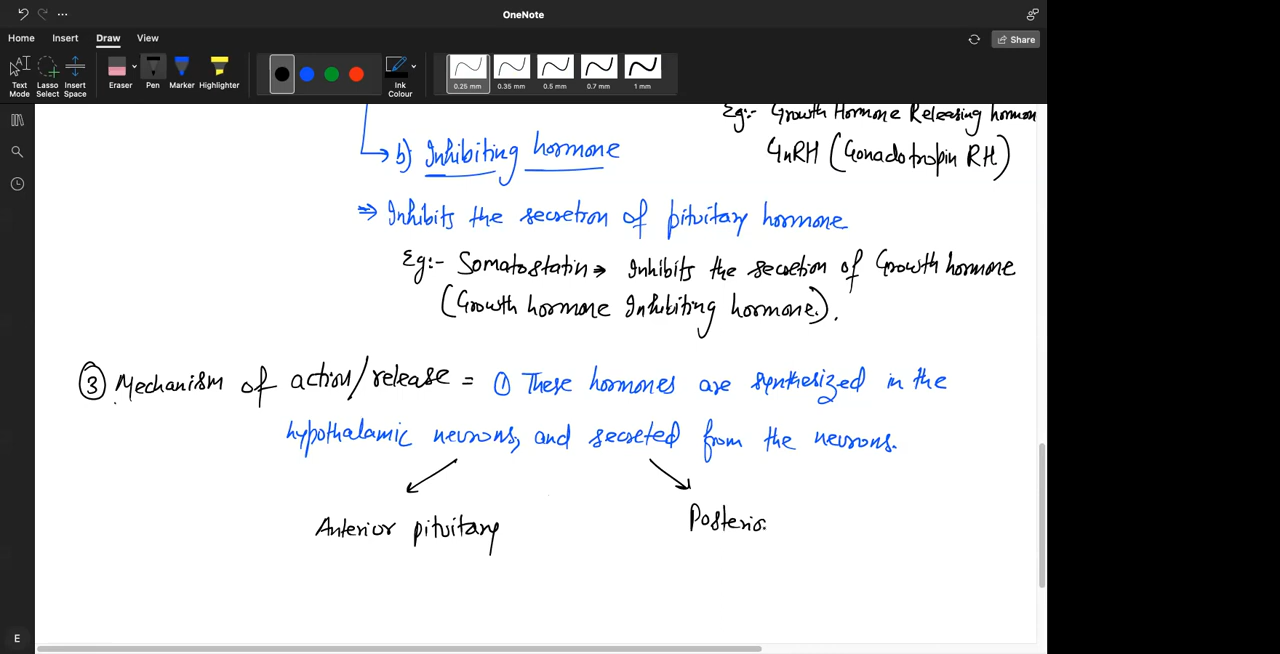 OneNote
Home Insert Draw View
Share
Text Mode
Lasso Select
Insert Space
Eraser
Pen
Marker
Highlighter
Ink Colour
0.25 mm
0.35 mm
0.5 mm
0.7 mm
1 mm
Eg:- Growth Hormone Releasing hormon
GnRH (Gonadotropin RH)
b) Inhibiting hormone
⇒ Inhibits the secretion of pituitary hormone
Eg:- Somatostatin → Inhibits the secretion of Growth hormone
(Growth hormone Inhibiting hormone).
③ Mechanism of action/release = ① These hormones are synthesized in the
hypothalamic neurons, and secreted from the neurons.
Anterior pituitary
Posterior
E